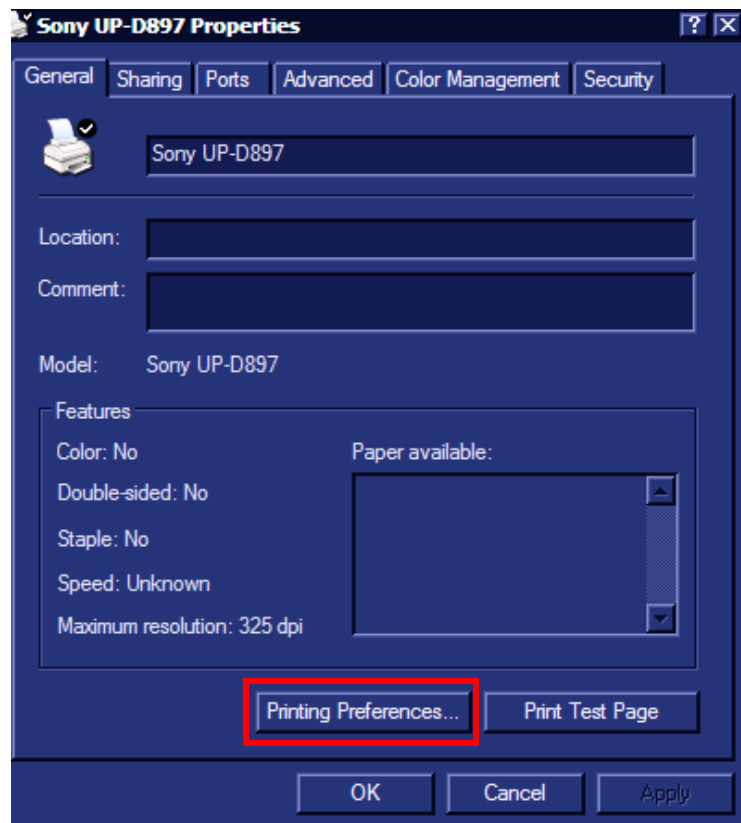 Sony UP-D897 Properties
General Sharing Ports Advanced Color Management Security
Sony UP-D897
Location:
Comment:
Model: Sony UP-D897
Features
Color: No Paper available:
Double-sided: No
Staple: No
Speed: Unknown
Maximum resolution: 325 dpi
Printing Preferences... Print Test Page
OK Cancel Apply